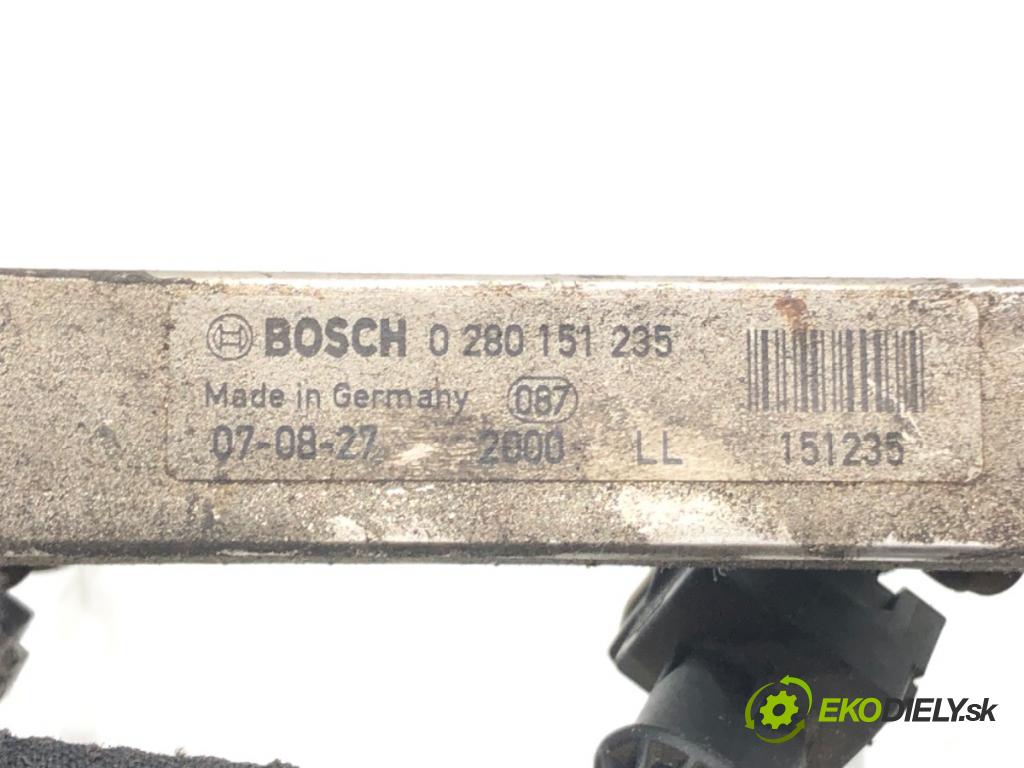 BOSCH 0 280 151 235
Made in Germany 087
07-08-27 2000 LL 151235
EKODIELY.sk